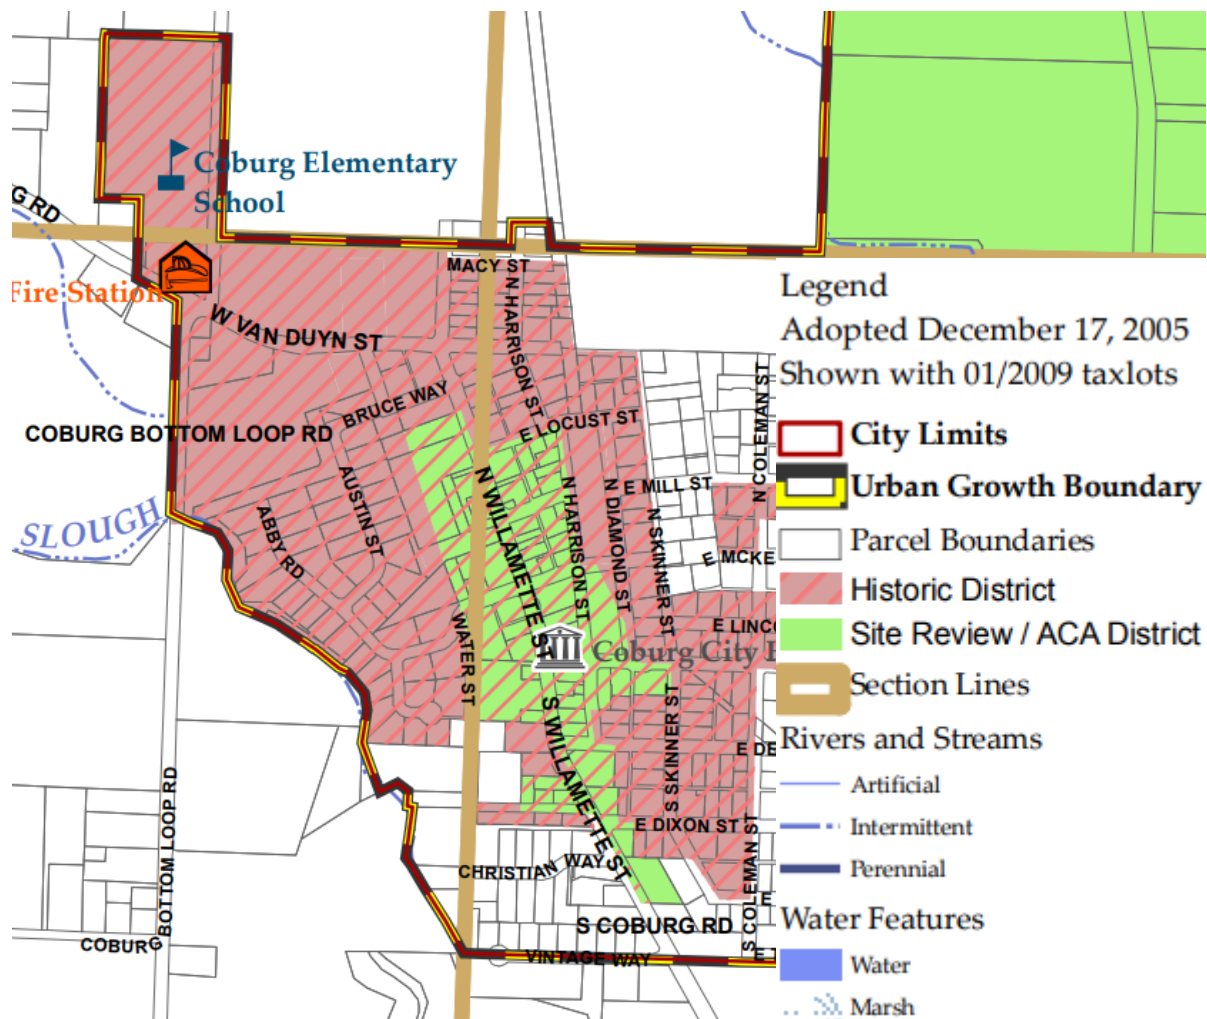 Coburg Elementary
School
G RD
Fire Station
MACY ST
N HARRISON ST
W VAN DUYN ST
BRUCE WAY
E LOCUST ST
COBURG BOTTOM LOOP RD
N COLEMAN ST
AUSTIN ST
N WILLAMETTE ST
N HARRISON ST
N DIAMOND ST
E MILL ST
N SKINNER ST
SLOUGH
ABBY RD
E MCKE
WATER ST
E LINC
Coburg City
S WILLAMETTE ST
S SKINNER ST
E DE
BOTTOM LOOP RD
E DIXON ST
CHRISTIAN WAY
S COLEMAN ST
E
S COBURG RD
COBURG
VINTAGE WAY
E
Legend
Adopted December 17, 2005
Shown with 01/2009 taxlots
City Limits
Urban Growth Boundary
Parcel Boundaries
Historic District
Site Review / ACA District
Section Lines
Rivers and Streams
Artificial
Intermittent
Perennial
Water Features
Water
Marsh